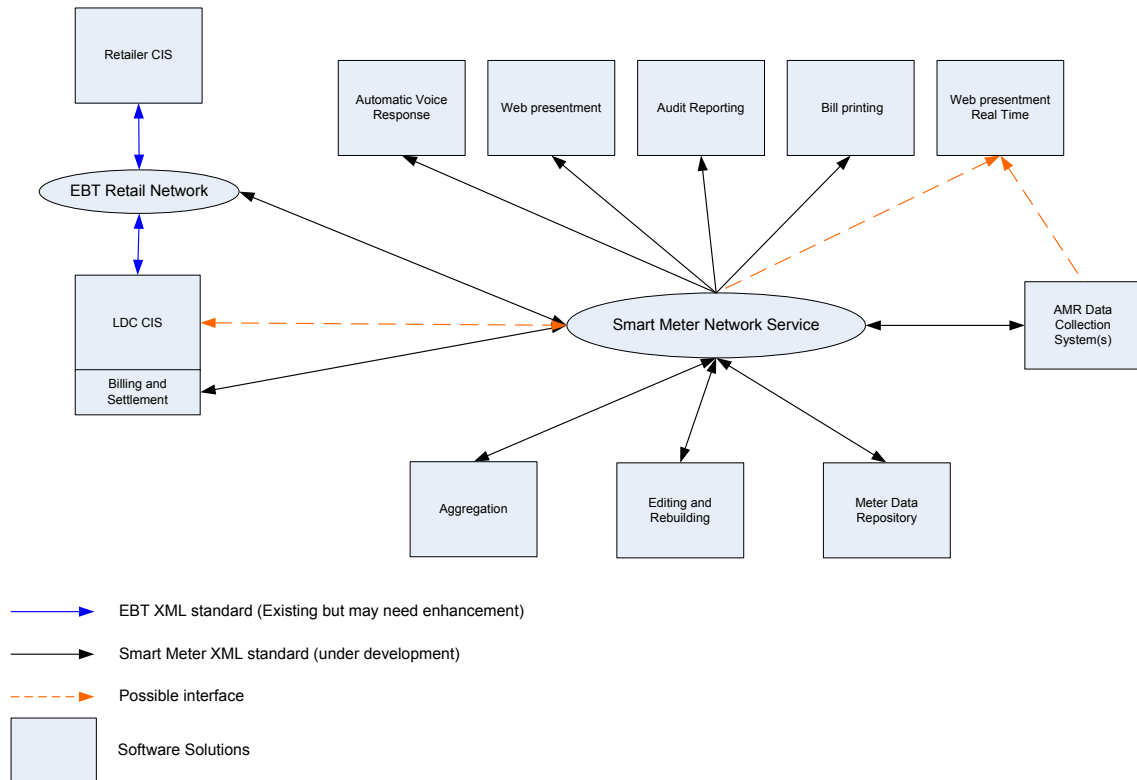 Retailer CIS
Automatic Voice
Response
Web presentment
Audit Reporting
Bill printing
Web presentment
Real Time
EBT Retail Network
LDC CIS
Billing and
Settlement
Smart Meter Network Service
AMR Data
Collection
System(s)
Aggregation
Editing and
Rebuilding
Meter Data
Repository
EBT XML standard (Existing but may need enhancement)
Smart Meter XML standard (under development)
Possible interface
Software Solutions